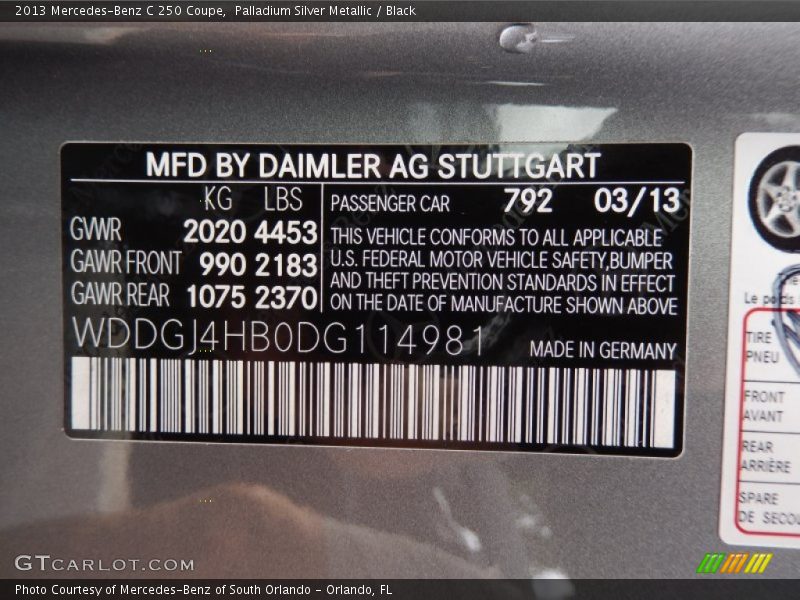 2013 Mercedes-Benz C 250 Coupe, Palladium Silver Metallic / Black
MFD BY DAIMLER AG STUTTGART
KG LBS
GVWR 2020 4453
GAWR FRONT 990 2183
GAWR REAR 1075 2370
PASSENGER CAR 792 03/13
THIS VEHICLE CONFORMS TO ALL APPLICABLE
U.S. FEDERAL MOTOR VEHICLE SAFETY,BUMPER
AND THEFT PREVENTION STANDARDS IN EFFECT
ON THE DATE OF MANUFACTURE SHOWN ABOVE
WDDGJ4HB0DG114981
MADE IN GERMANY
Le poids
TIRE
PNEU
FRONT
AVANT
REAR
ARRIÈRE
SPARE
DE SECOU
GTCARLOT.COM
Photo Courtesy of Mercedes-Benz of South Orlando - Orlando, FL